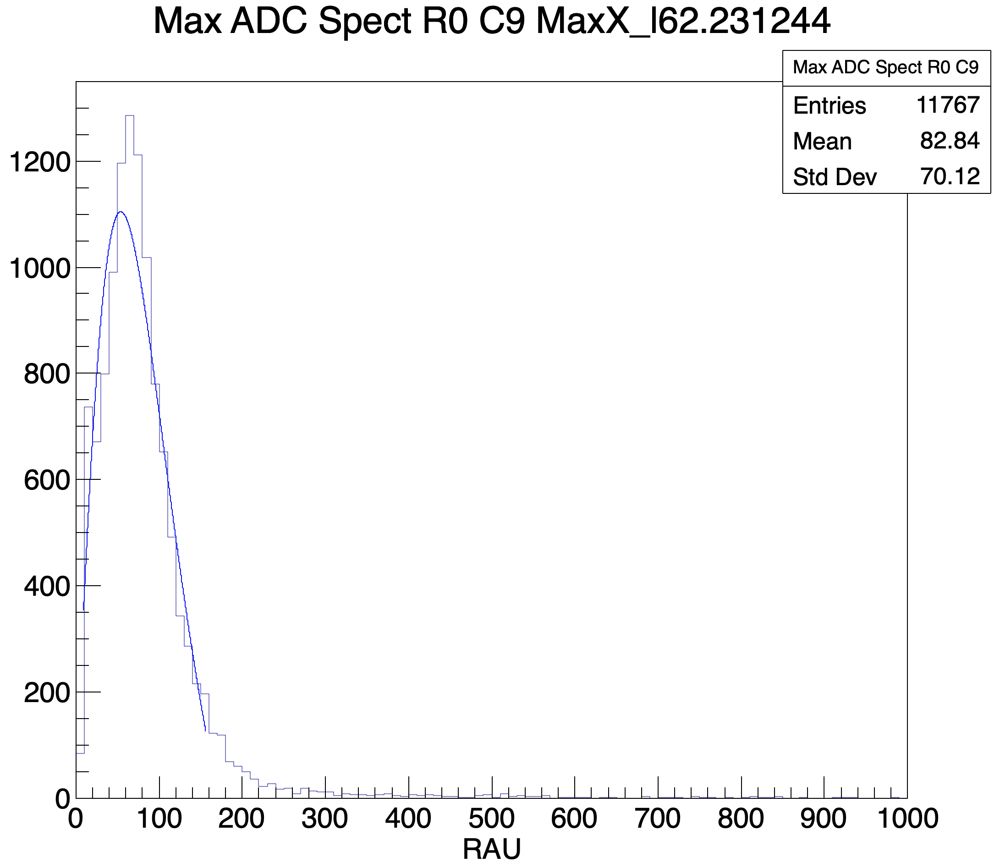 Max ADC Spect R0 C9 MaxX_I62.231244
Max ADC Spect R0 C9
Entries 11767
Mean 82.84
Std Dev 70.12
1200
1000
800
600
400
200
0
0 100 200 300 400 500 600 700 800 900 1000
RAU